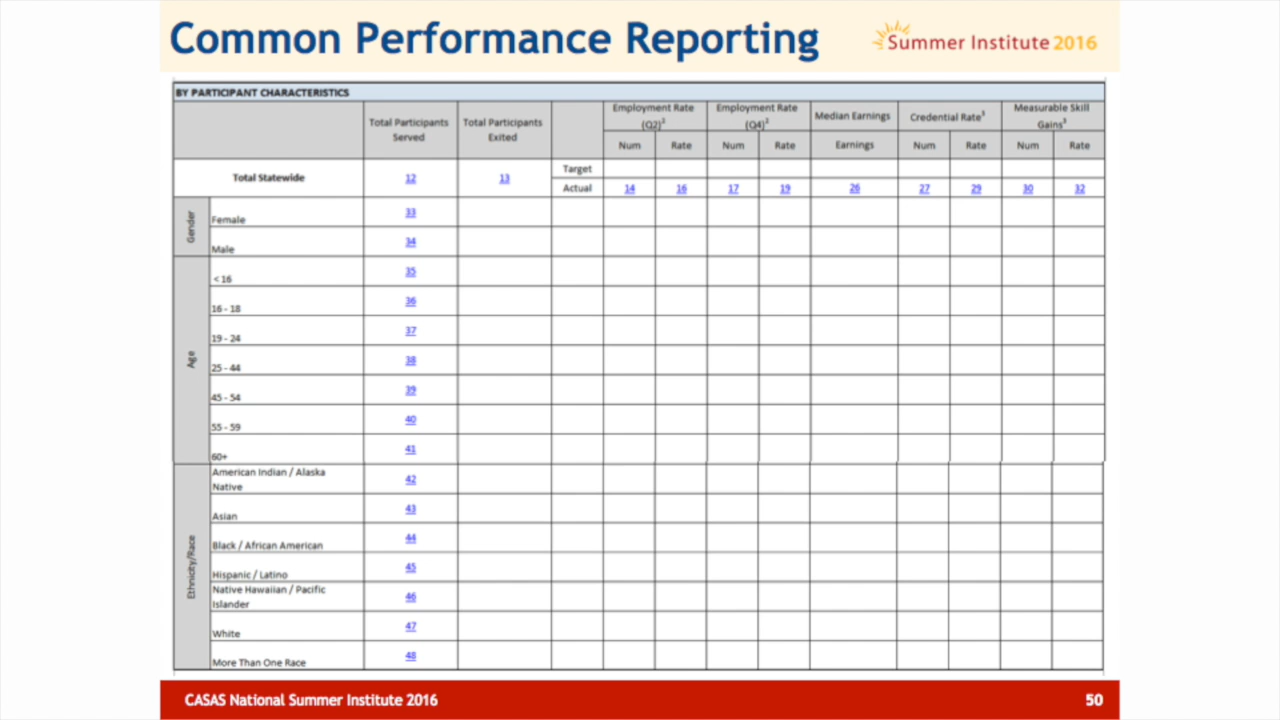 Common Performance Reporting
Summer Institute 2016
BY PARTICIPANT CHARACTERISTICS
Total Participants Served
Total Participants Exited
Employment Rate (Q2)²
Employment Rate (Q4)²
Median Earnings
Credential Rate³
Measurable Skill Gains³
Num Rate Num Rate Earnings Num Rate Num Rate
Total Statewide 12 13 Target
Actual 14 16 17 19 26 27 29 30 32
Gender
Female 33
Male 34
Age
< 16 35
16 - 18 36
19 - 24 37
25 - 44 38
45 - 54 39
55 - 59 40
60+ 41
Ethnicity/Race
American Indian / Alaska Native 42
Asian 43
Black / African American 44
Hispanic / Latino 45
Native Hawaiian / Pacific Islander 46
White 47
More Than One Race 48
CASAS National Summer Institute 2016
50